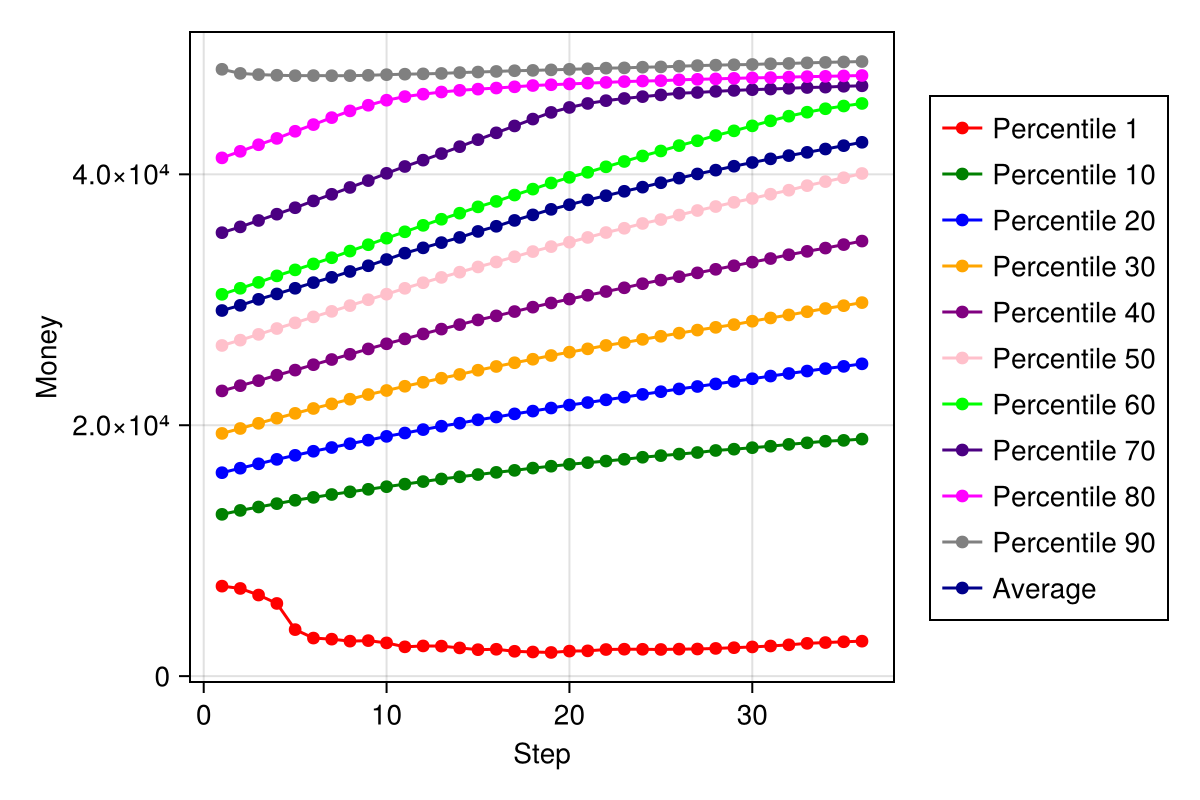 Money
4.0×10⁴
2.0×10⁴
0
0
10
20
30
Step
Percentile 1
Percentile 10
Percentile 20
Percentile 30
Percentile 40
Percentile 50
Percentile 60
Percentile 70
Percentile 80
Percentile 90
Average